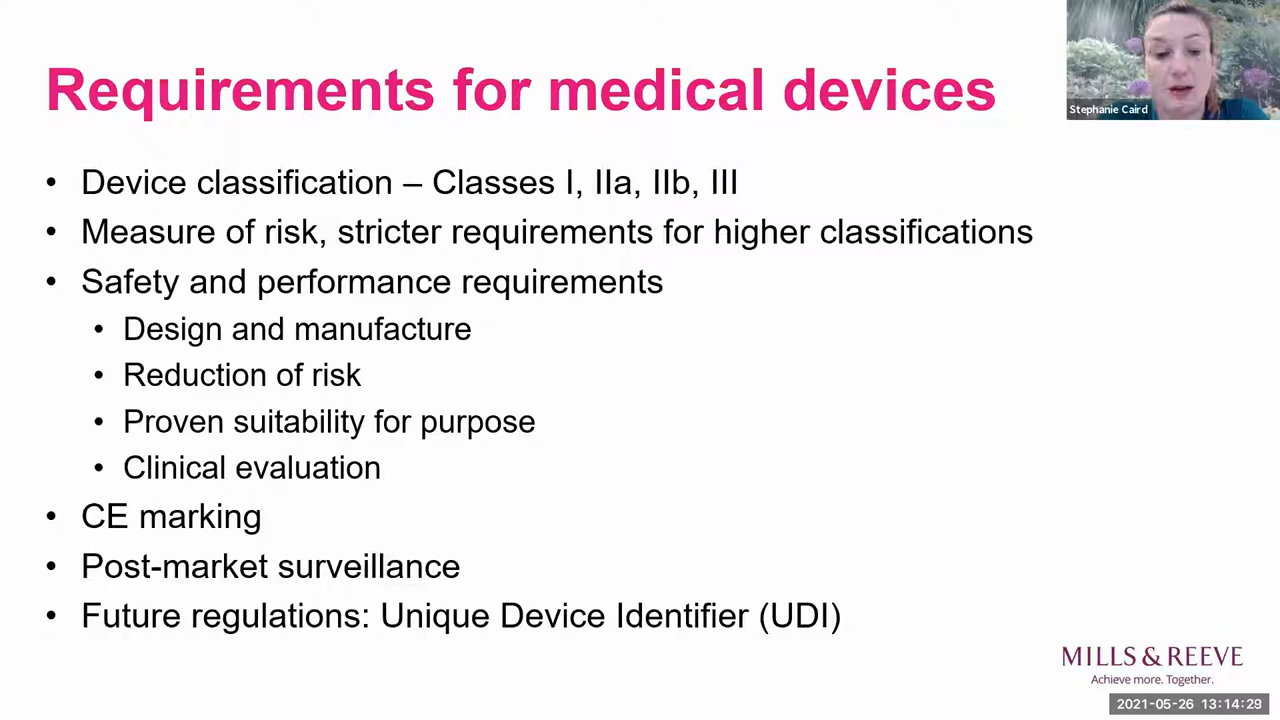 Requirements for medical devices
Stephanie Caird
• Device classification – Classes I, IIa, IIb, III
• Measure of risk, stricter requirements for higher classifications
• Safety and performance requirements
• Design and manufacture
• Reduction of risk
• Proven suitability for purpose
• Clinical evaluation
• CE marking
• Post-market surveillance
• Future regulations: Unique Device Identifier (UDI)
MILLS & REEVE
Achieve more. Together.
2021-05-26 13:14:29